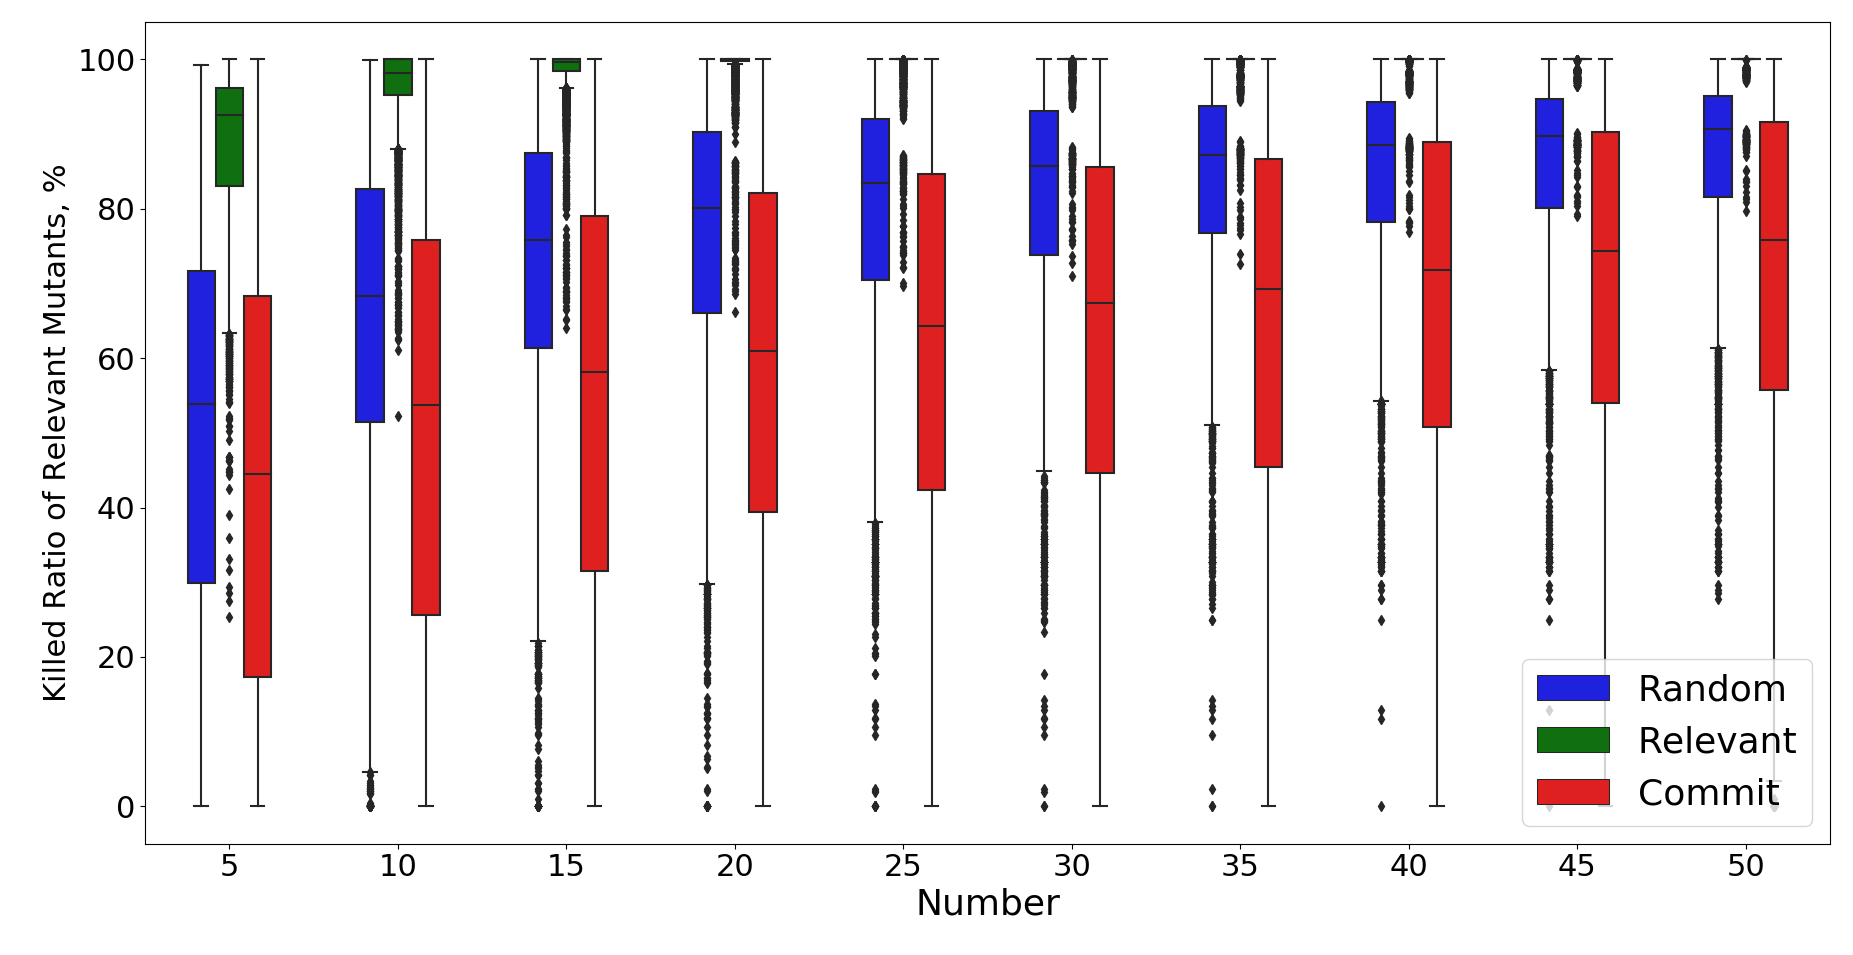 Killed Ratio of Relevant Mutants, %
100
80
60
40
20
0
5 10 15 20 25 30 35 40 45 50
Number
Random
Relevant
Commit